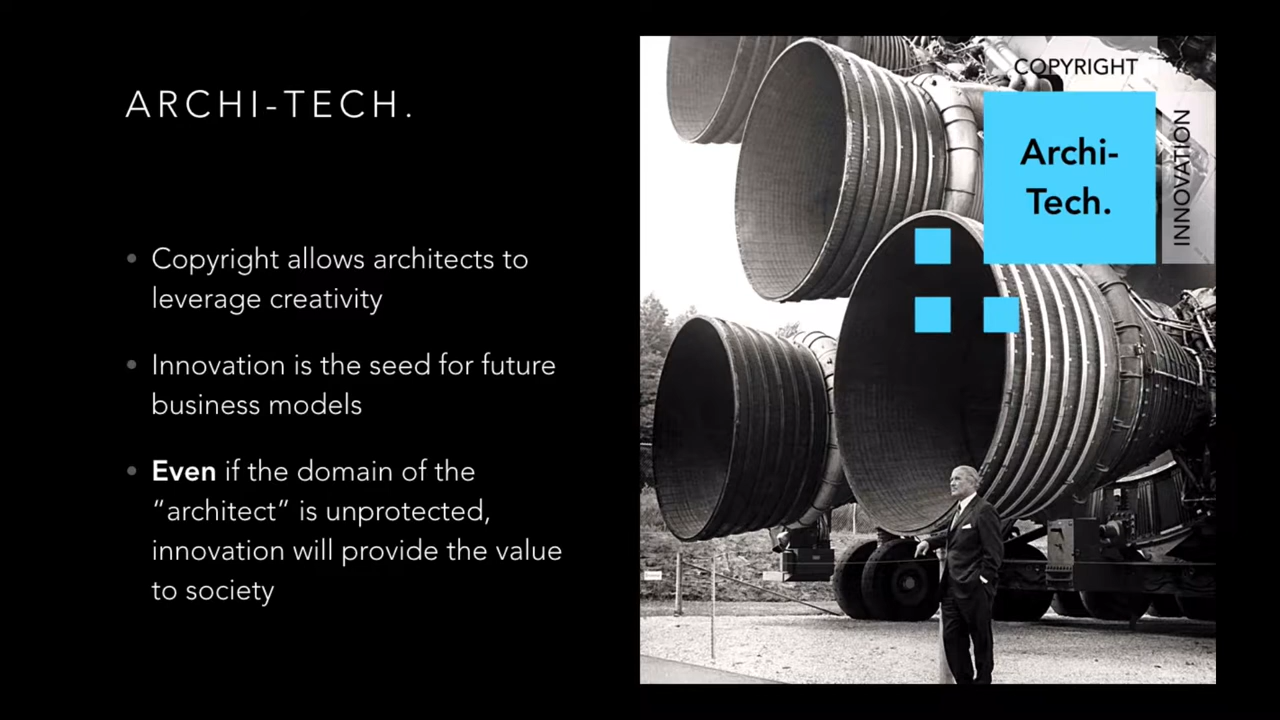 ARCHI-TECH.
Copyright allows architects to
leverage creativity
Innovation is the seed for future
business models
Even if the domain of the
“architect” is unprotected,
innovation will provide the value
to society
COPYRIGHT
Archi-
Tech.
INNOVATION